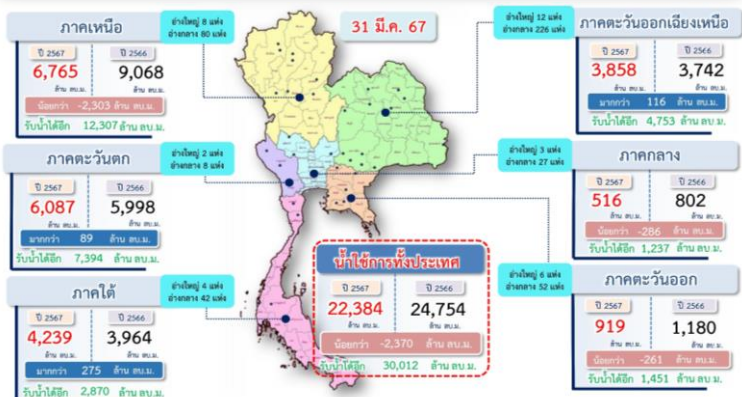 31 มี.ค. 67
ภาคเหนือ
อ่างใหญ่ 8 แห่ง
อ่างกลาง 80 แห่ง
ปี 2567 ปี 2566
6,765 9,068
ล้าน ลบ.ม. ล้าน ลบ.ม.
น้อยกว่า -2,303 ล้าน ลบ.ม.
รับน้ำได้อีก 12,307 ล้าน ลบ.ม.
ภาคตะวันออกเฉียงเหนือ
อ่างใหญ่ 12 แห่ง
อ่างกลาง 226 แห่ง
ปี 2567 ปี 2566
3,858 3,742
ล้าน ลบ.ม. ล้าน ลบ.ม.
มากกว่า 116 ล้าน ลบ.ม.
รับน้ำได้อีก 4,753 ล้าน ลบ.ม.
ภาคตะวันตก
อ่างใหญ่ 2 แห่ง
อ่างกลาง 8 แห่ง
ปี 2567 ปี 2566
6,087 5,998
ล้าน ลบ.ม. ล้าน ลบ.ม.
มากกว่า 89 ล้าน ลบ.ม.
รับน้ำได้อีก 7,394 ล้าน ลบ.ม.
ภาคกลาง
อ่างใหญ่ 3 แห่ง
อ่างกลาง 27 แห่ง
ปี 2567 ปี 2566
516 802
ล้าน ลบ.ม. ล้าน ลบ.ม.
น้อยกว่า -286 ล้าน ลบ.ม.
รับน้ำได้อีก 1,237 ล้าน ลบ.ม.
ภาคใต้
อ่างใหญ่ 4 แห่ง
อ่างกลาง 42 แห่ง
ปี 2567 ปี 2566
4,239 3,964
ล้าน ลบ.ม. ล้าน ลบ.ม.
มากกว่า 275 ล้าน ลบ.ม.
รับน้ำได้อีก 2,870 ล้าน ลบ.ม.
น้ำใช้การทั้งประเทศ
ปี 2567 ปี 2566
22,384 24,754
ล้าน ลบ.ม. ล้าน ลบ.ม.
น้อยกว่า -2,370 ล้าน ลบ.ม.
รับน้ำได้อีก 30,012 ล้าน ลบ.ม.
ภาคตะวันออก
อ่างใหญ่ 6 แห่ง
อ่างกลาง 52 แห่ง
ปี 2567 ปี 2566
919 1,180
ล้าน ลบ.ม. ล้าน ลบ.ม.
น้อยกว่า -261 ล้าน ลบ.ม.
รับน้ำได้อีก 1,451 ล้าน ลบ.ม.